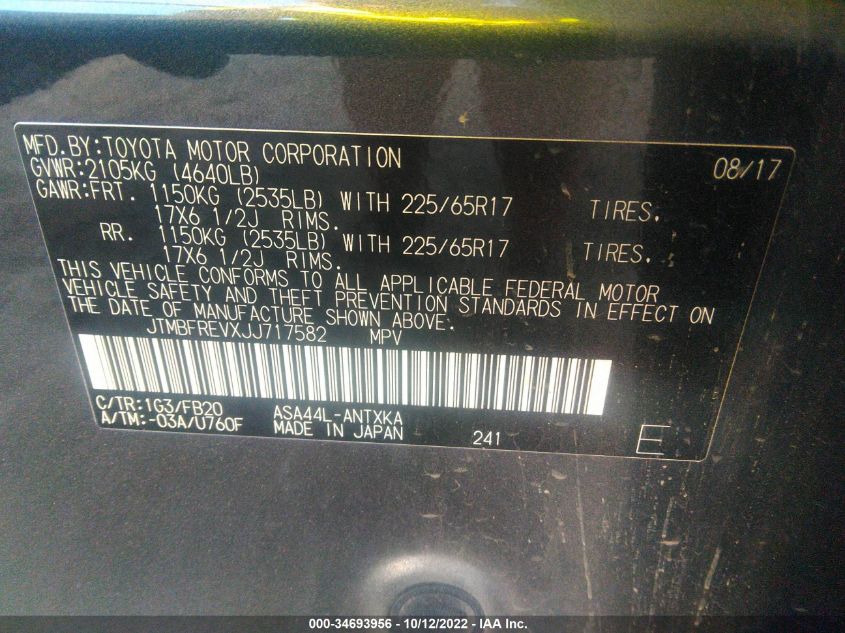 MFD.BY:TOYOTA MOTOR CORPORATION 08/17
GVWR:2105KG (4640LB)
GAWR:FRT. 1150KG (2535LB) WITH 225/65R17 TIRES.
17X6 1/2J RIMS.
RR. 1150KG (2535LB) WITH 225/65R17 TIRES.
17X6 1/2J RIMS.
THIS VEHICLE CONFORMS TO ALL APPLICABLE FEDERAL MOTOR
VEHICLE SAFETY AND THEFT PREVENTION STANDARDS IN EFFECT ON
THE DATE OF MANUFACTURE SHOWN ABOVE.
JTMBFREVXJJ717582 MPV
C/TR:1G3/FB20 ASA44L-ANTXKA
A/TM:-03A/U760F MADE IN JAPAN 241 E
000-34693956 - 10/12/2022 - IAA Inc.